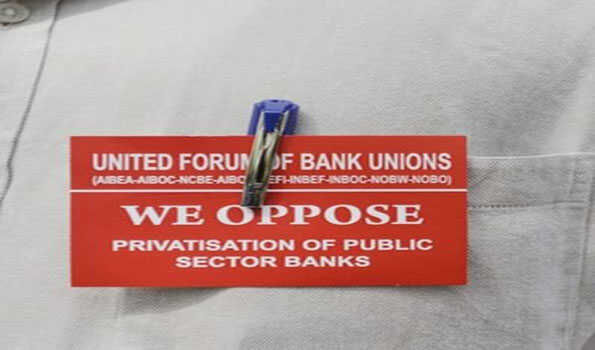 UNITED FORUM OF BANK UNIONS
(AIBEA-AIBOC-NCBE-AIBO EFI-INBEF-INBOC-NOBW-NOBO)
WE OPPOSE
PRIVATISATION OF PUBLIC
SECTOR BANKS